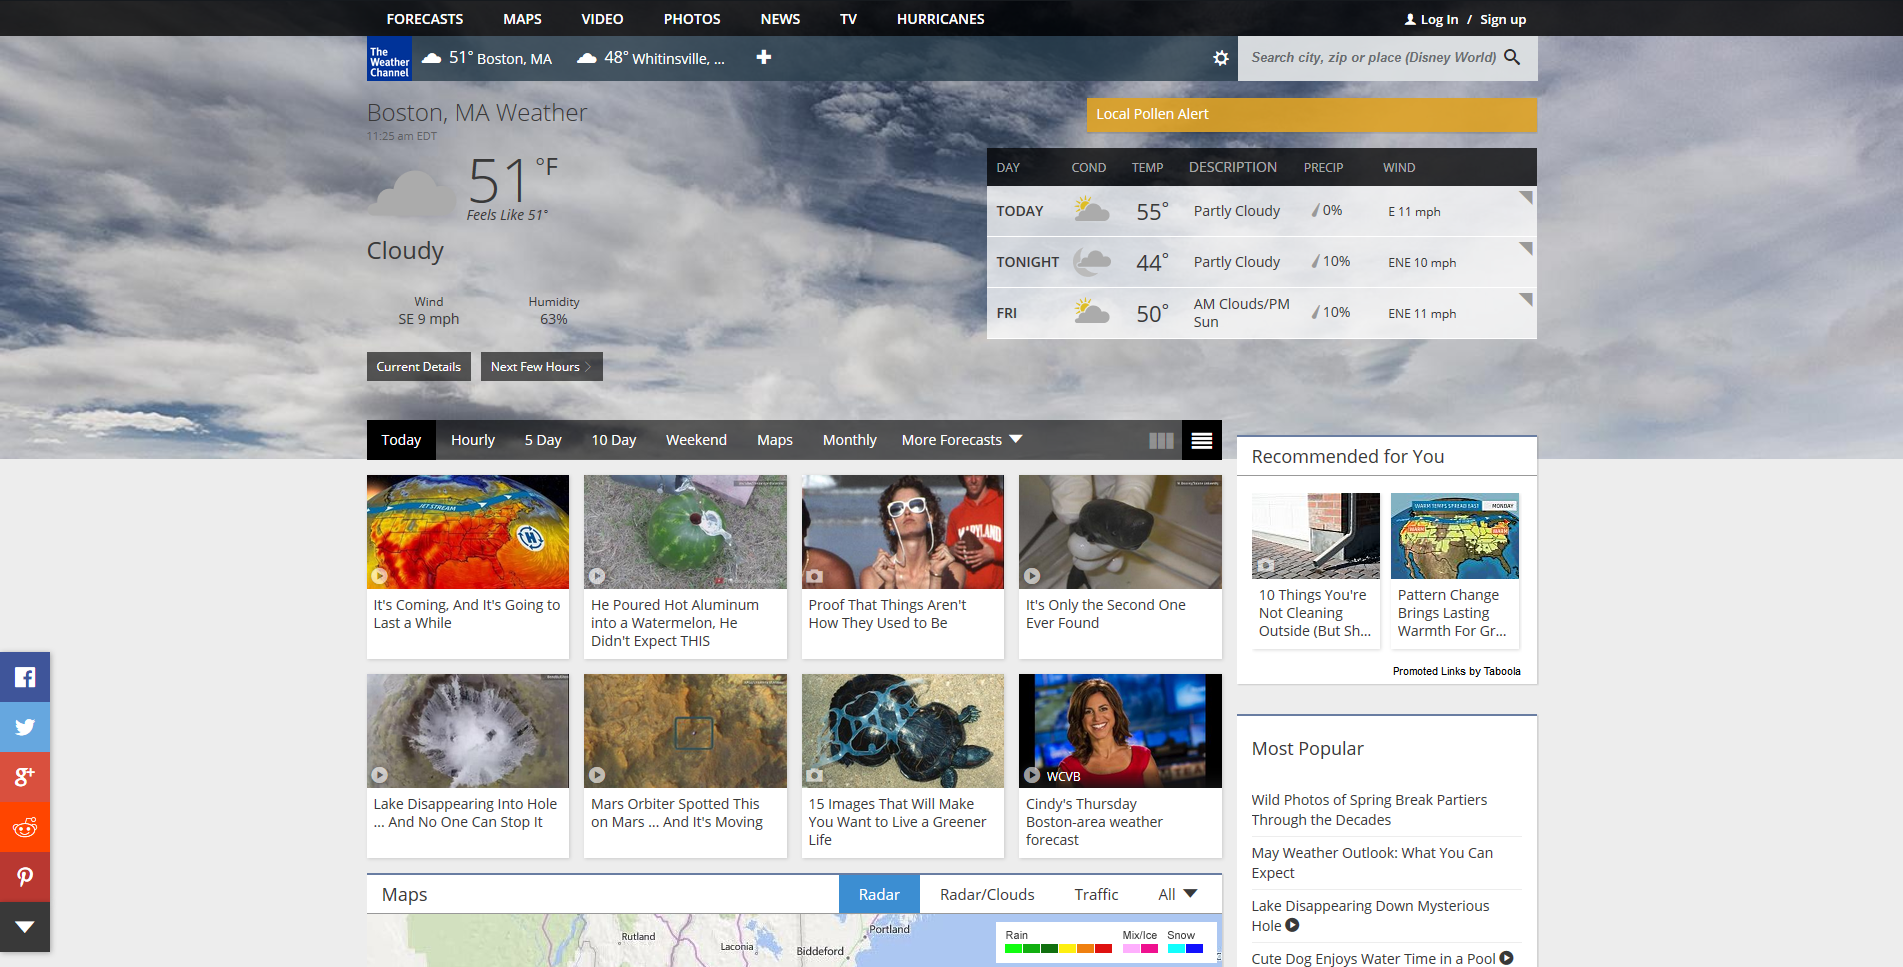 FORECASTS MAPS VIDEO PHOTOS NEWS TV HURRICANES Log In / Sign up
The
Weather
Channel
51° Boston, MA 48° Whitinsville, ...
Search city, zip or place (Disney World)
Boston, MA Weather
11:25 am EDT
51 °F
Feels Like 51°
Cloudy
Wind Humidity
SE 9 mph 63%
Current Details Next Few Hours
Local Pollen Alert
DAY COND TEMP DESCRIPTION PRECIP WIND
TODAY 55° Partly Cloudy 0% E 11 mph
TONIGHT 44° Partly Cloudy 10% ENE 10 mph
FRI 50° AM Clouds/PM
Sun 10% ENE 11 mph
Today Hourly 5 Day 10 Day Weekend Maps Monthly More Forecasts
JET STREAM
H
It's Coming, And It's Going to
Last a While
He Poured Hot Aluminum
into a Watermelon, He
Didn't Expect THIS
MARYLAND
Proof That Things Aren't
How They Used to Be
It's Only the Second One
Ever Found
Lake Disappearing Into Hole
... And No One Can Stop It
Mars Orbiter Spotted This
on Mars ... And It's Moving
15 Images That Will Make
You Want to Live a Greener
Life
WCVB
Cindy's Thursday
Boston-area weather
forecast
Recommended for You
10 Things You're
Not Cleaning
Outside (But Sh...
WARM TEMPS SPREAD EAST MONDAY
WARM
WARM
Pattern Change
Brings Lasting
Warmth For Gr...
Promoted Links by Taboola
Most Popular
Wild Photos of Spring Break Partiers
Through the Decades
May Weather Outlook: What You Can
Expect
Lake Disappearing Down Mysterious
Hole
Cute Dog Enjoys Water Time in a Pool
Maps Radar Radar/Clouds Traffic All
Rutland
Laconia
Biddeford
Portland
Rain Mix/Ice Snow